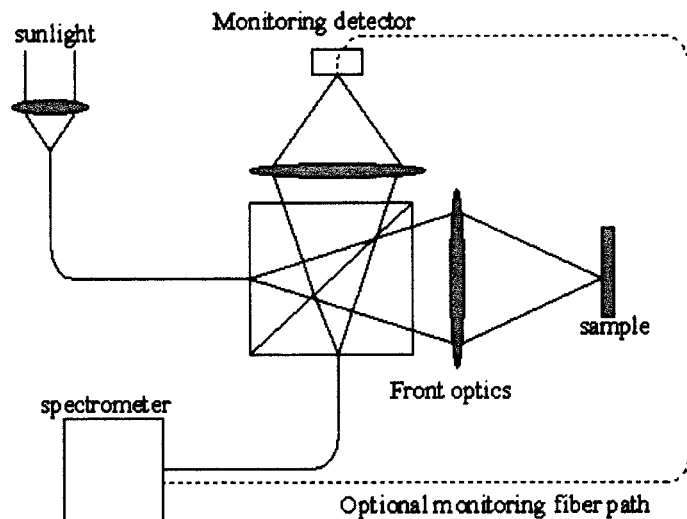 Monitoring detector
sunlight
sample
Front optics
spectrometer
Optional monitoring fiber path